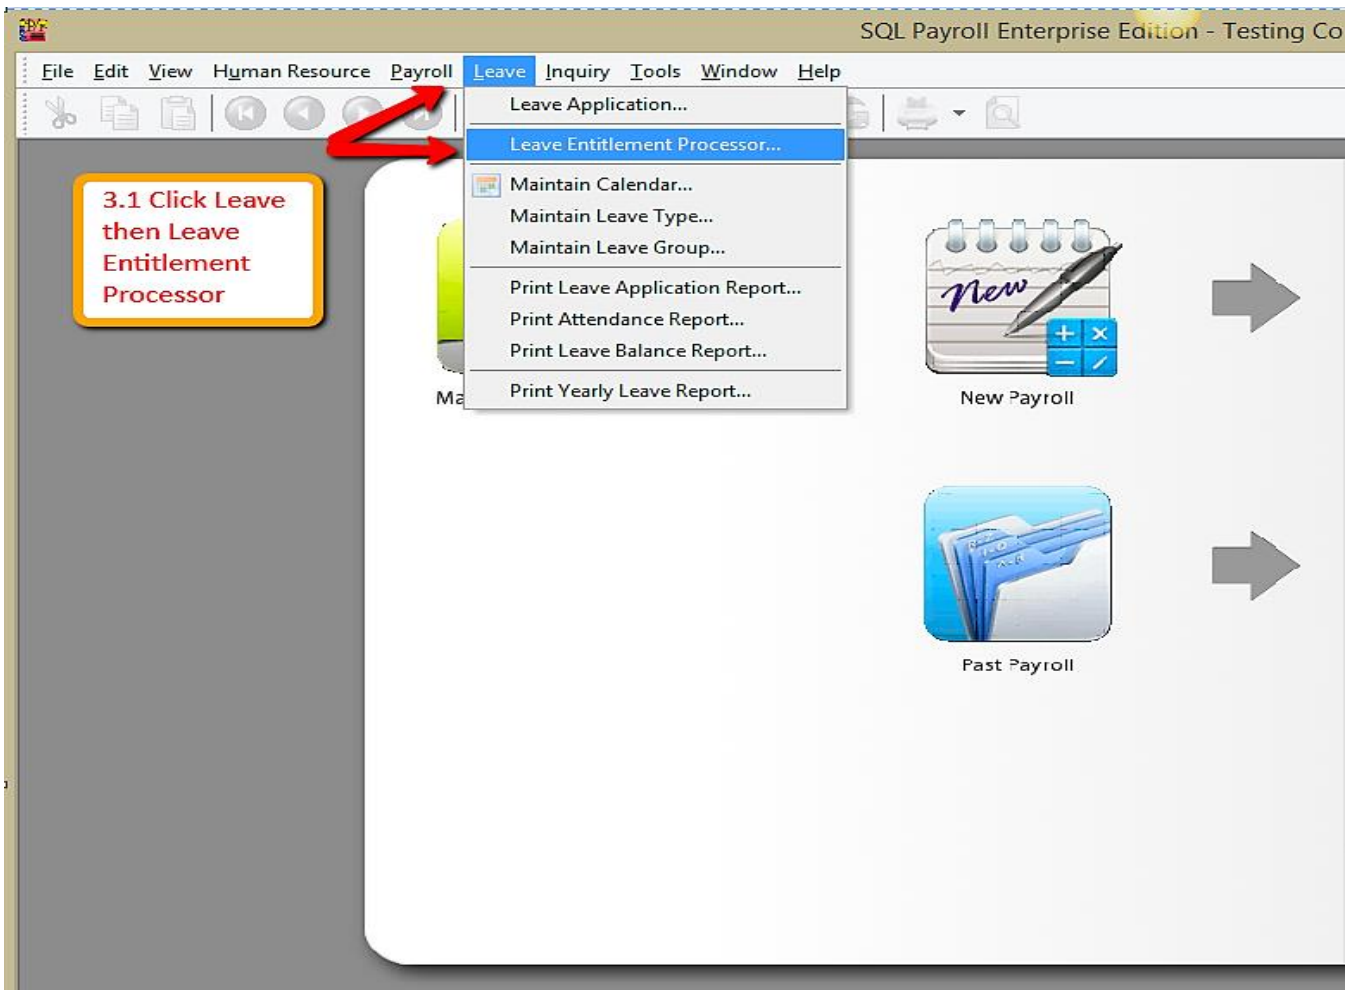 SQL Payroll Enterprise Edition - Testing Co
File Edit View Human Resource Payroll Leave Inquiry Tools Window Help
Leave Application...
Leave Entitlement Processor...
3.1 Click Leave
then Leave
Entitlement
Processor
Maintain Calendar...
Maintain Leave Type...
Maintain Leave Group...
Print Leave Application Report...
Print Attendance Report...
Print Leave Balance Report...
Print Yearly Leave Report...
New
Ma
New Payroll
Past Payroll